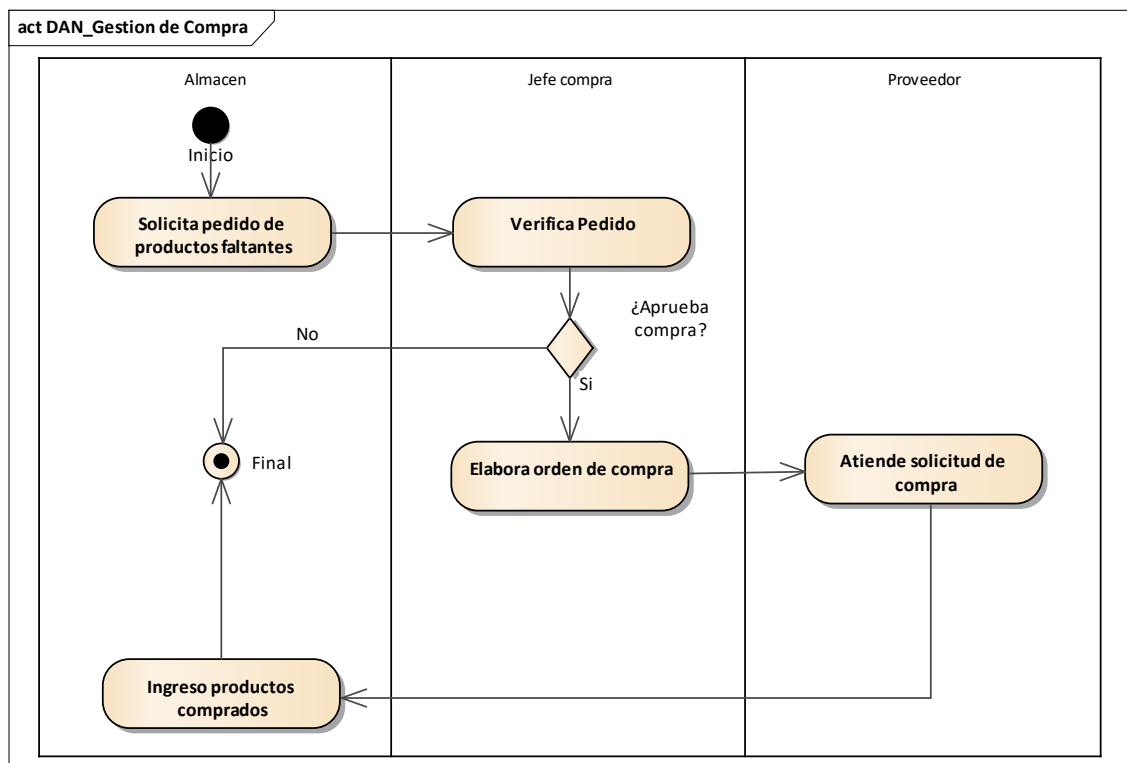 act DAN_Gestion de Compra
Almacen
Jefe compra
Proveedor
Inicio
Solicita pedido de
productos faltantes
Verifica Pedido
¿Aprueba
compra?
No
Si
Final
Elabora orden de compra
Atiende solicitud de
compra
Ingreso productos
comprados